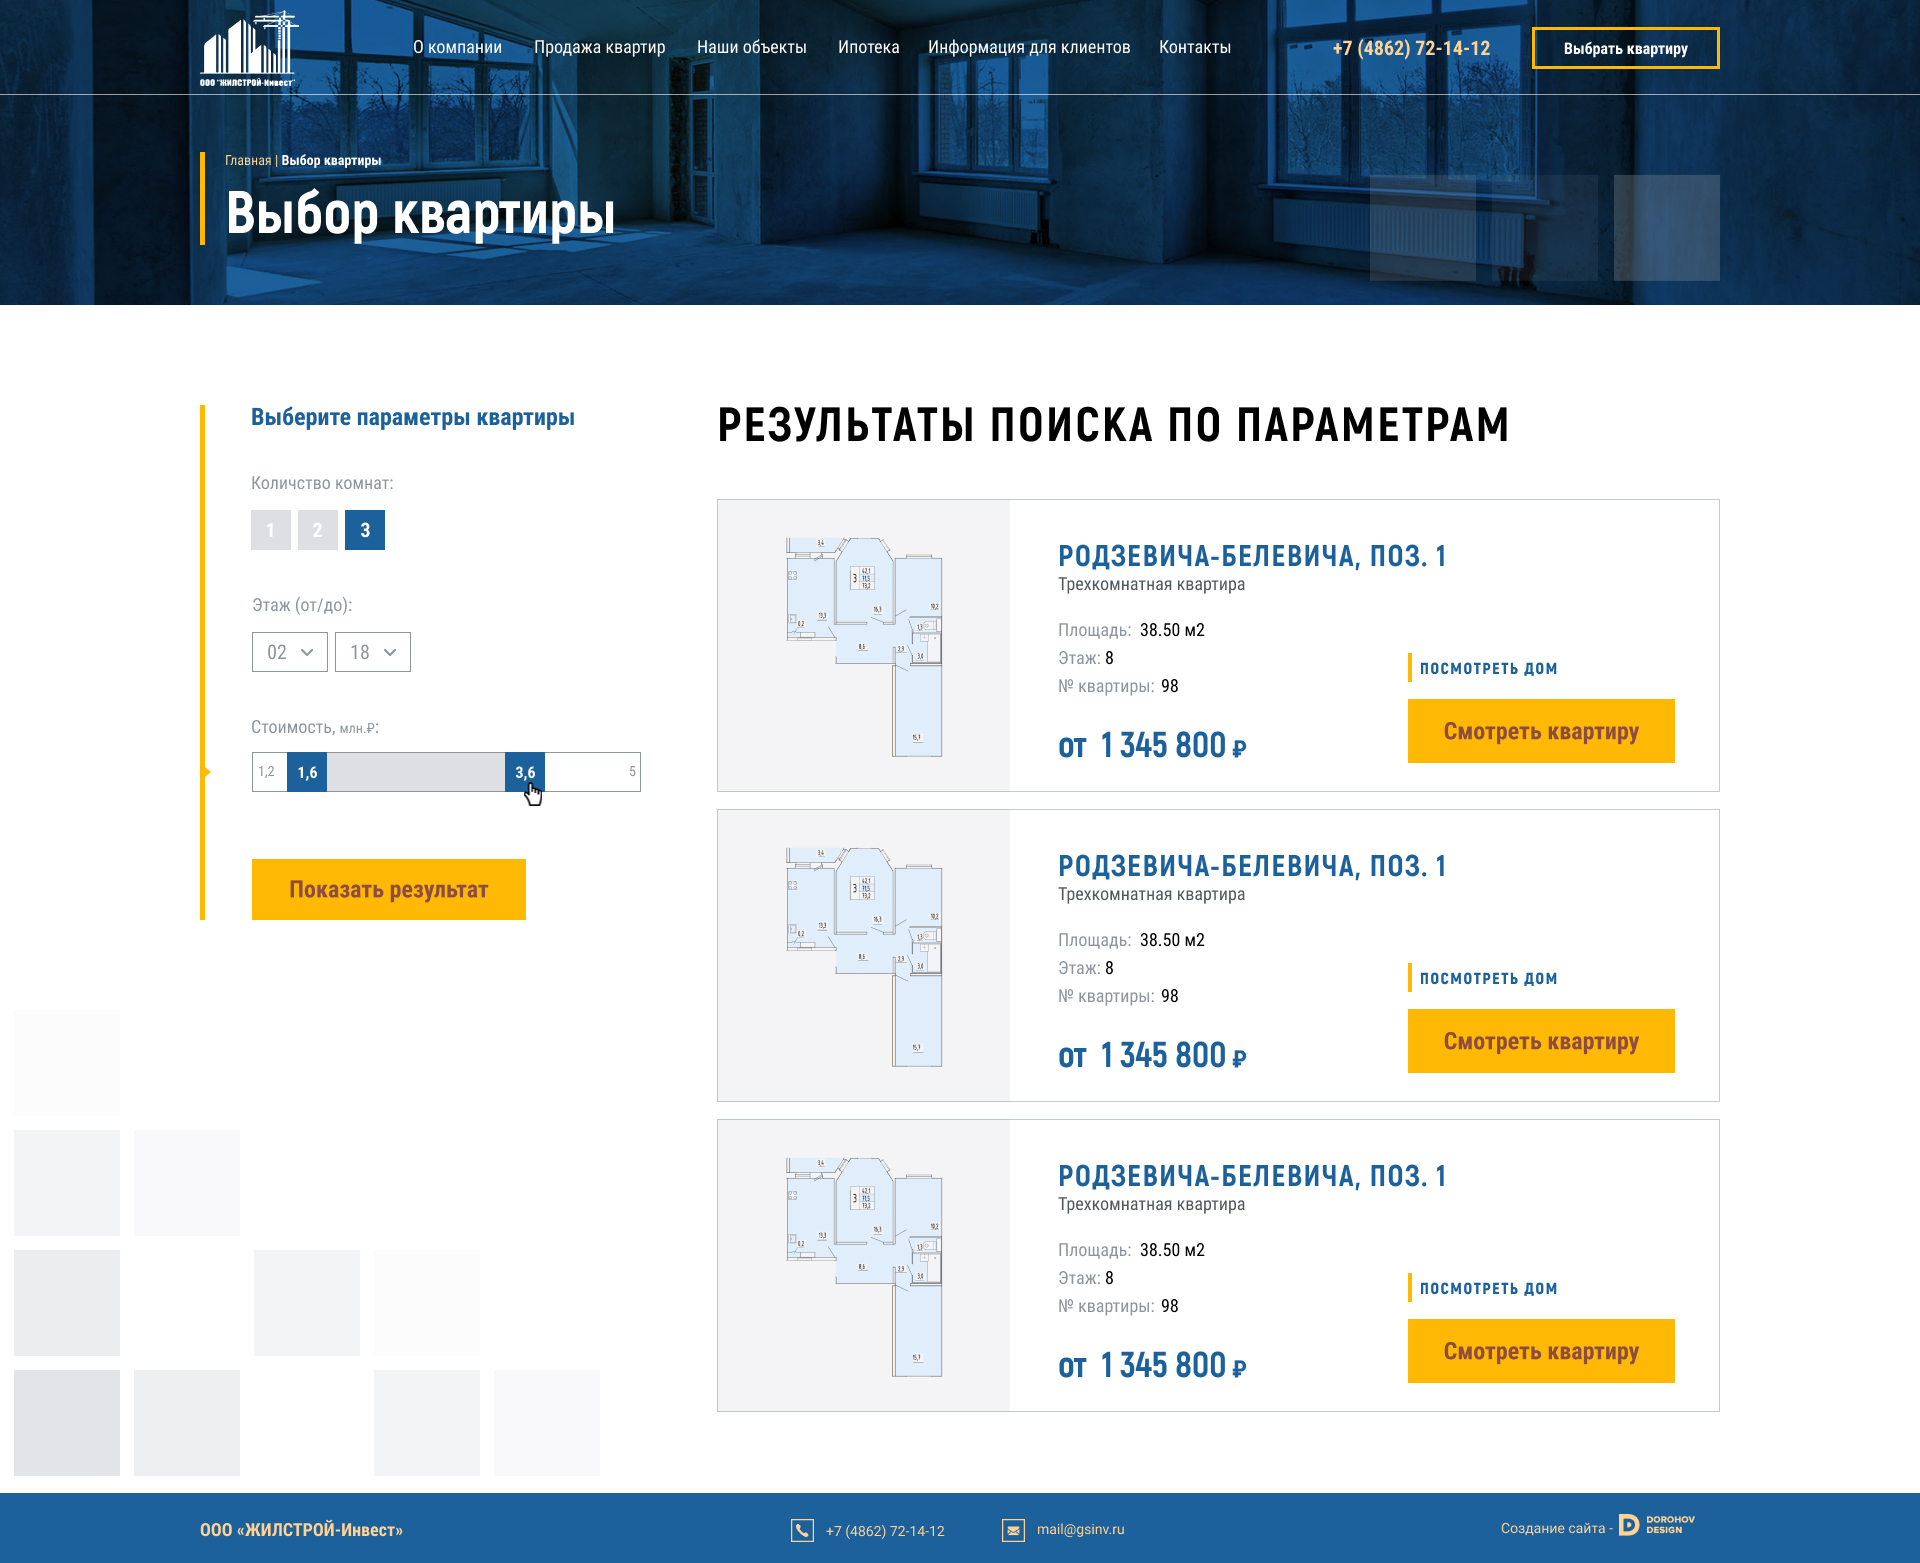 ООО "ЖИЛСТРОЙ-Инвест"
О компании
Продажа квартир
Наши объекты
Ипотека
Информация для клиентов
Контакты
+7 (4862) 72-14-12
Выбрать квартиру
Главная | Выбор квартиры
Выбор квартиры
Выберите параметры квартиры
Количство комнат:
1 2 3
Этаж (от/до):
02 18
Стоимость, млн.₽:
1,2 1,6 3,6 5
Показать результат
РЕЗУЛЬТАТЫ ПОИСКА ПО ПАРАМЕТРАМ
РОДЗЕВИЧА-БЕЛЕВИЧА, ПОЗ. 1
Трехкомнатная квартира
Площадь: 38.50 м2
Этаж: 8
№ квартиры: 98
от 1 345 800 ₽
ПОСМОТРЕТЬ ДОМ
Смотреть квартиру
РОДЗЕВИЧА-БЕЛЕВИЧА, ПОЗ. 1
Трехкомнатная квартира
Площадь: 38.50 м2
Этаж: 8
№ квартиры: 98
от 1 345 800 ₽
ПОСМОТРЕТЬ ДОМ
Смотреть квартиру
РОДЗЕВИЧА-БЕЛЕВИЧА, ПОЗ. 1
Трехкомнатная квартира
Площадь: 38.50 м2
Этаж: 8
№ квартиры: 98
от 1 345 800 ₽
ПОСМОТРЕТЬ ДОМ
Смотреть квартиру
ООО «ЖИЛСТРОЙ-Инвест»
+7 (4862) 72-14-12
mail@gsinv.ru
Создание сайта -
DOROHOV
DESIGN